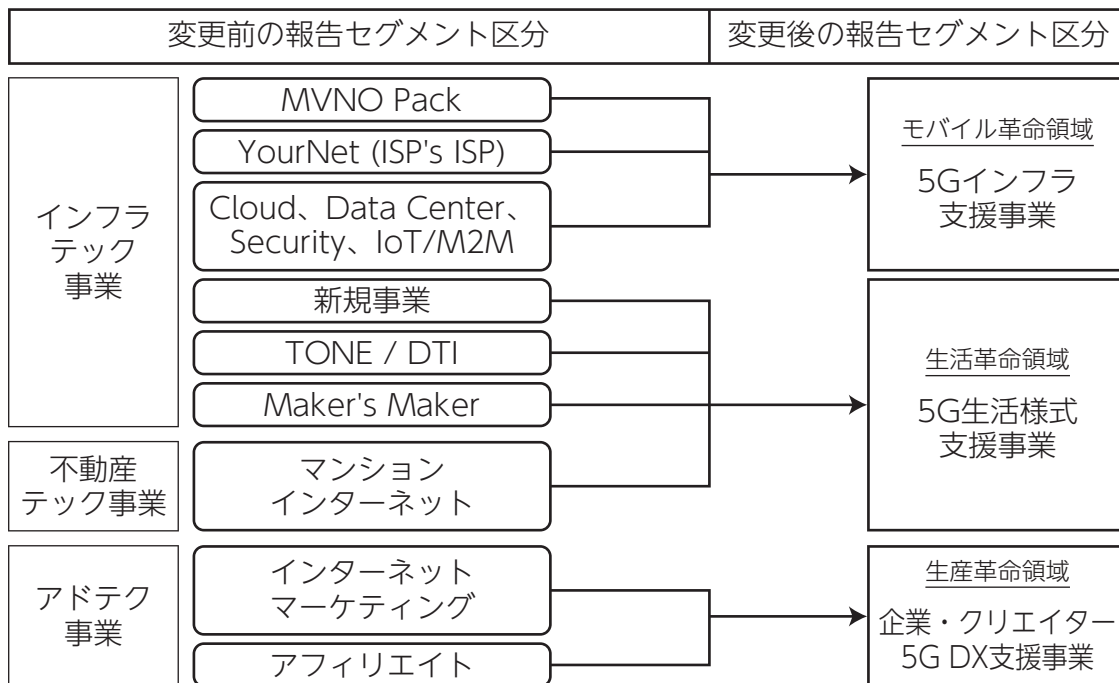 変更前の報告セグメント区分
変更後の報告セグメント区分
インフラ
テック
事業
MVNO Pack
YourNet (ISP's ISP)
Cloud、Data Center、
Security、IoT/M2M
新規事業
TONE / DTI
Maker's Maker
不動産
テック事業
マンション
インターネット
アドテク
事業
インターネット
マーケティング
アフィリエイト
モバイル革命領域
5Gインフラ
支援事業
生活革命領域
5G生活様式
支援事業
生産革命領域
企業・クリエイター
5G DX支援事業